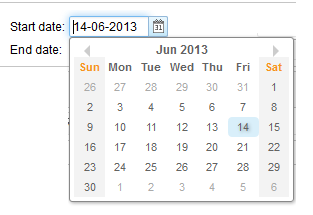 Start date: 14-06-2013
End date:
Jun 2013
Sun Mon Tue Wed Thu Fri Sat
26 27 28 29 30 31 1
2 3 4 5 6 7 8
9 10 11 12 13 14 15
16 17 18 19 20 21 22
23 24 25 26 27 28 29
30 1 2 3 4 5 6